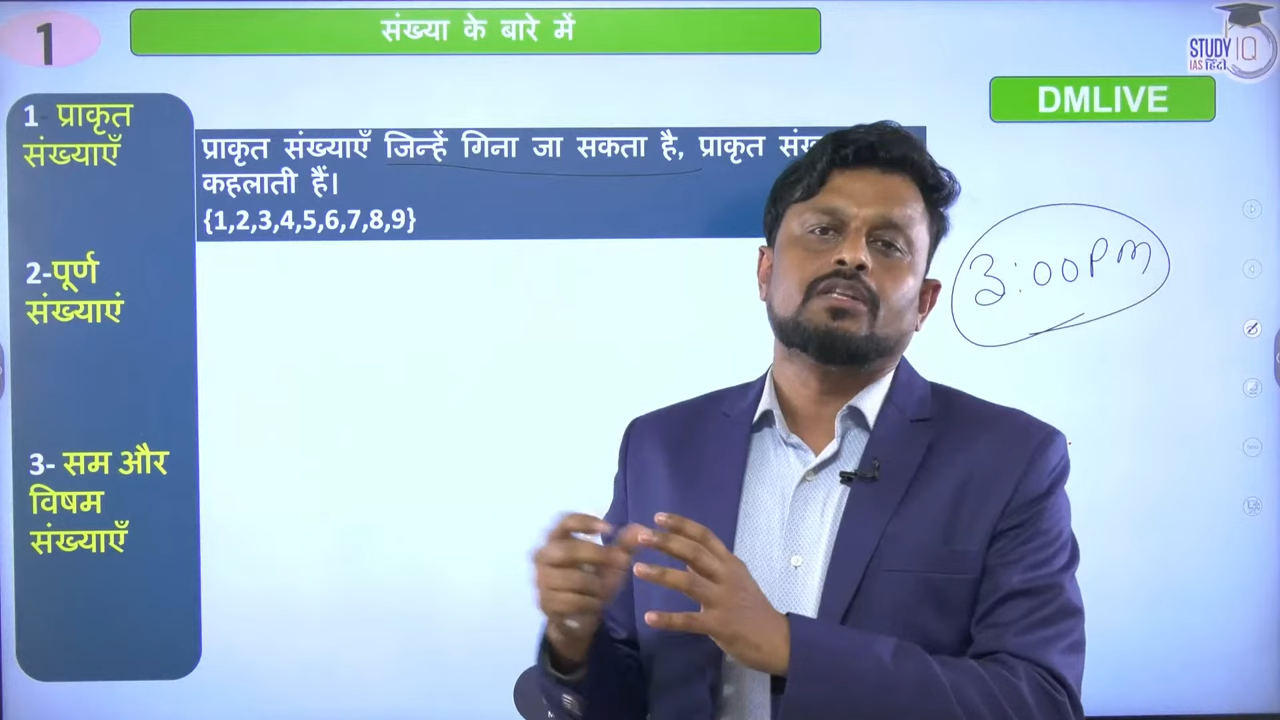 1
संख्या के बारे में
STUDY IQ
IAS हिंदी
DMLIVE
1- प्राकृत
संख्याएँ
प्राकृत संख्याएँ जिन्हें गिना जा सकता है, प्राकृत
कहलाती हैं।
{1,2,3,4,5,6,7,8,9}
3:00PM
2-पूर्ण
संख्याएं
3- सम और
विषम
संख्याएँ